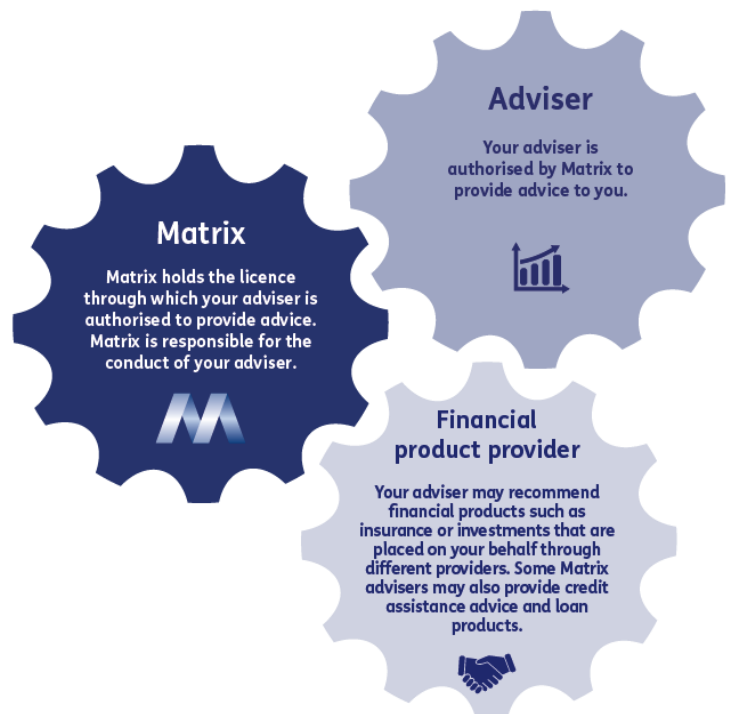 Adviser
Your adviser is
authorised by Matrix to
provide advice to you.
Matrix
Matrix holds the licence
through which your adviser is
authorised to provide advice.
Matrix is responsible for the
conduct of your adviser.
Financial
product provider
Your adviser may recommend
financial products such as
insurance or investments that are
placed on your behalf through
different providers. Some Matrix
advisers may also provide credit
assistance advice and loan
products.